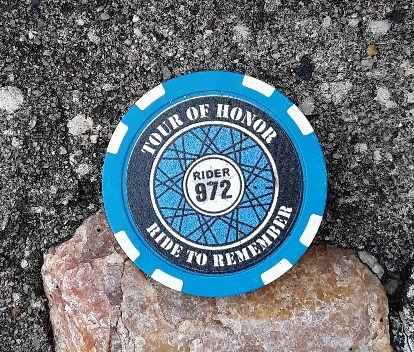 TOUR OF HONOR
RIDER
972
RIDE TO REMEMBER